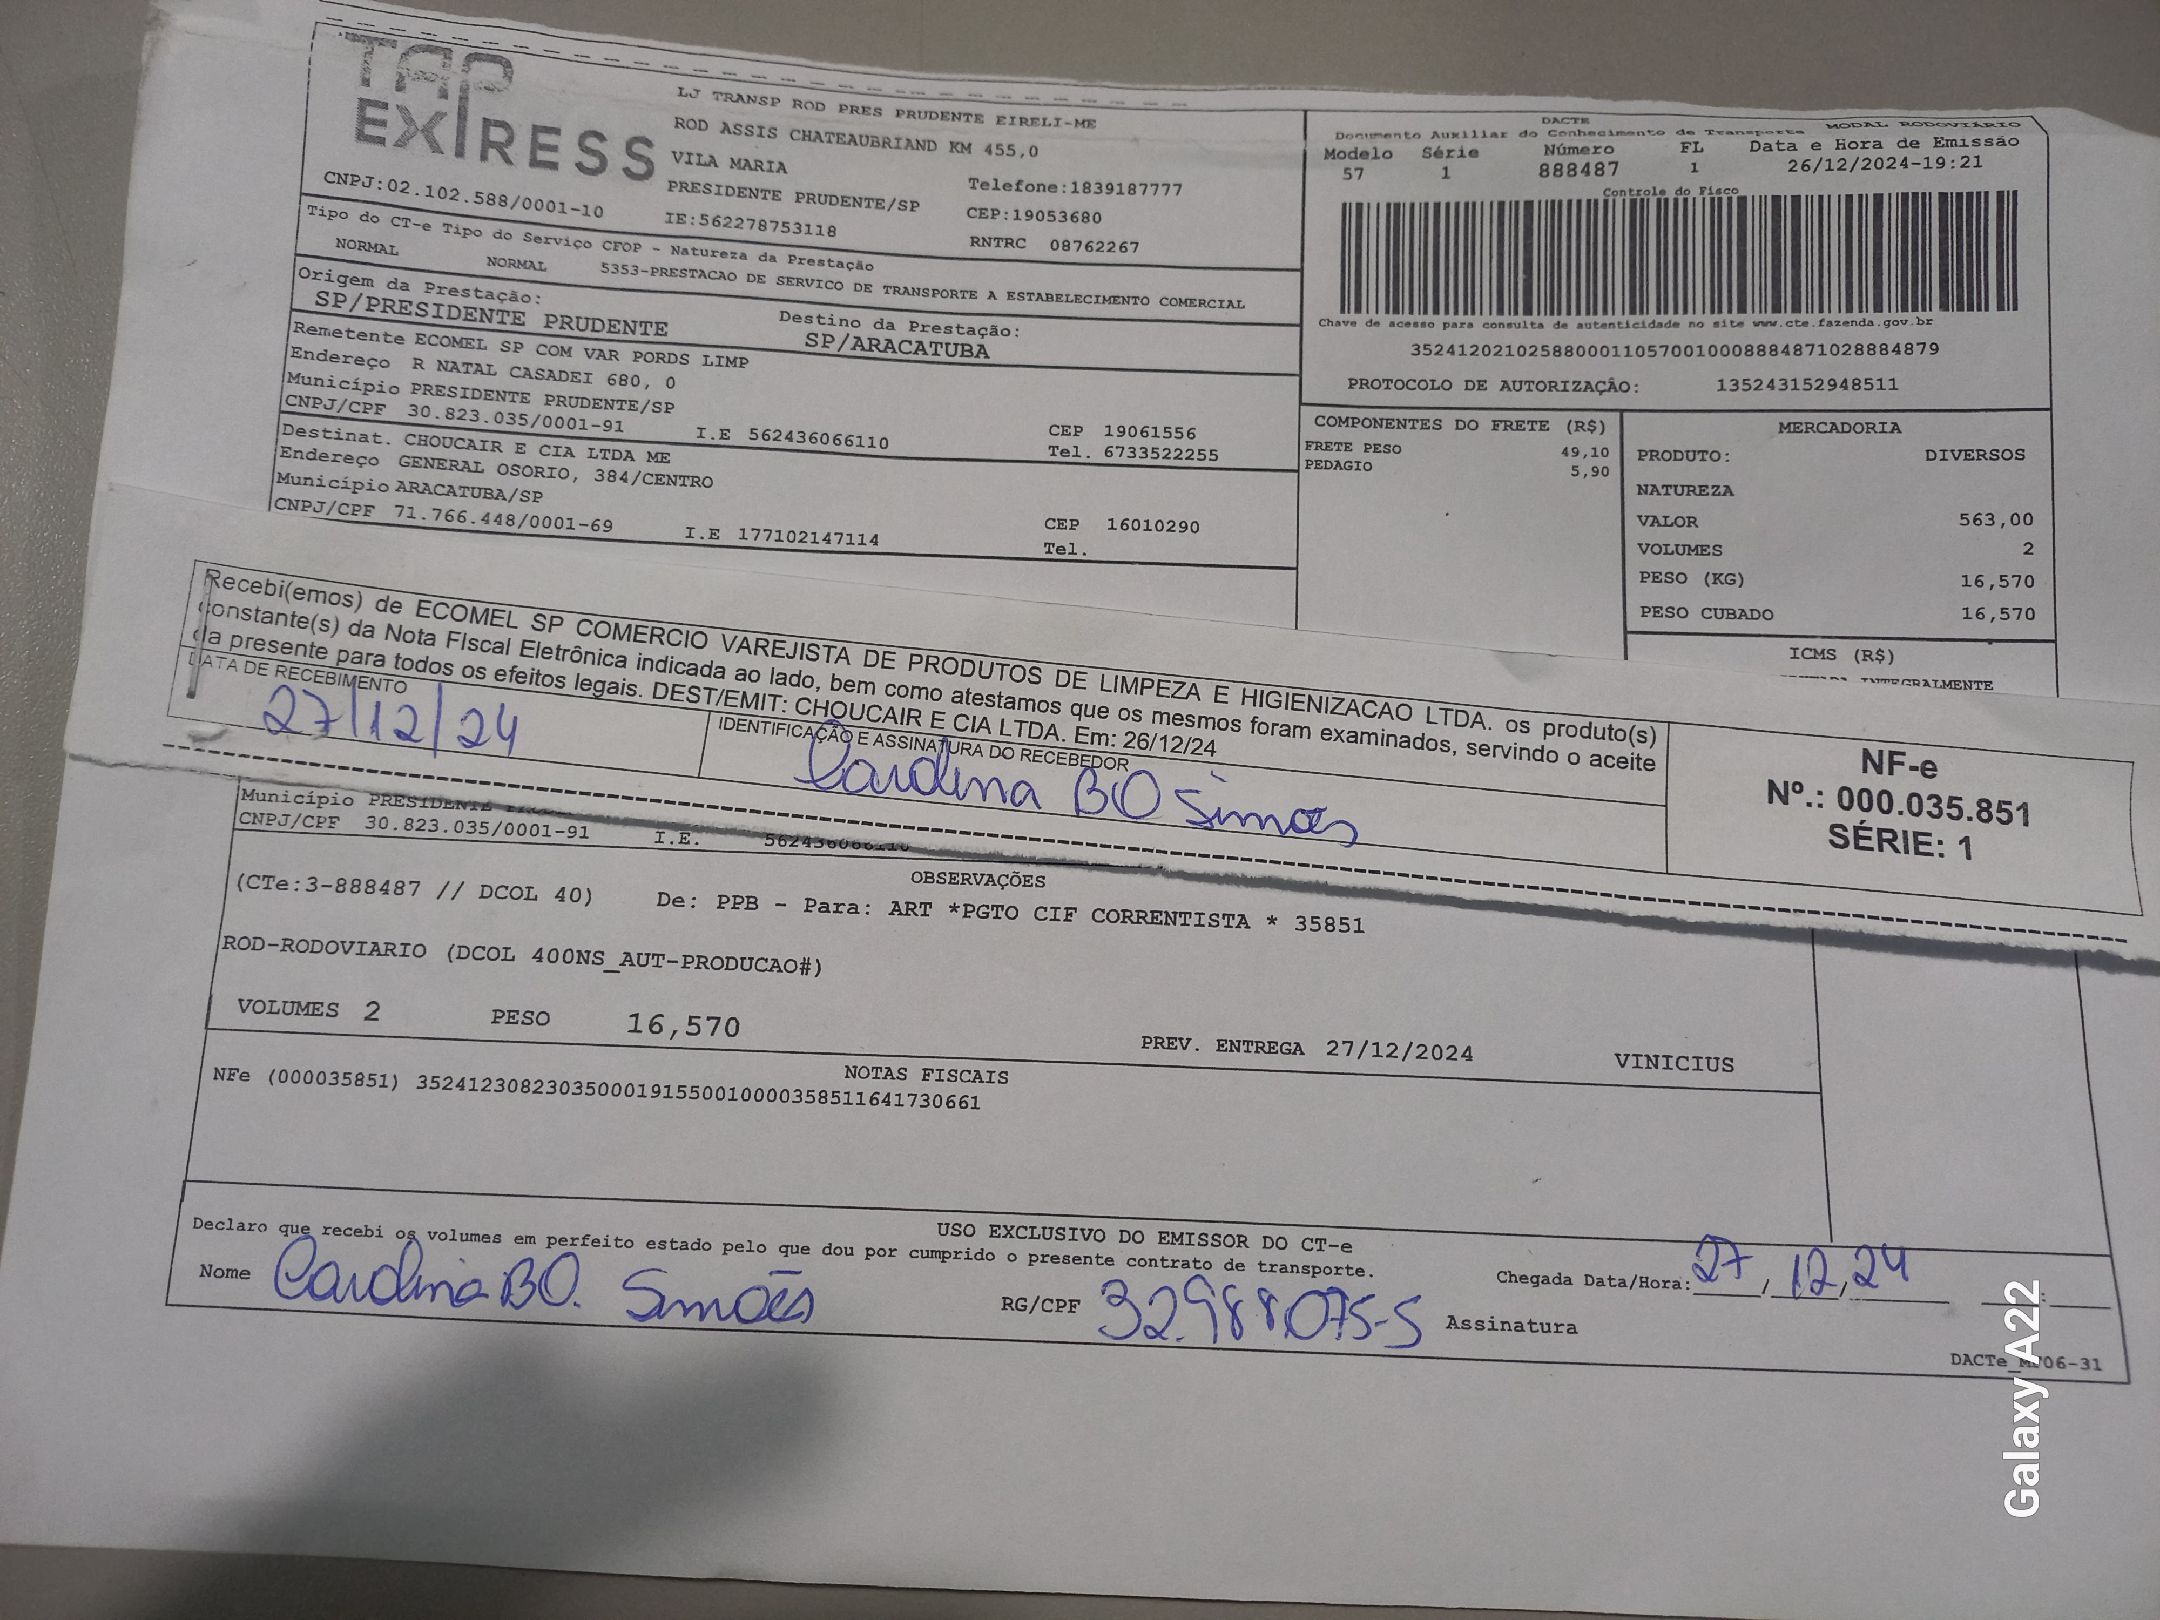 TAP
EXPRESS
CNPJ:02.102.588/0001-10
LJ TRANSP ROD PRES PRUDENTE EIRELI-ME
ROD ASSIS CHATEAUBRIAND KM 455,0
VILA MARIA
PRESIDENTE PRUDENTE/SP
IE:562278753118
Telefone:1839187777
CEP:19053680
RNTRC 08762267
DACTE MODAL RODOVIÁRIO
Documento Auxiliar do Conhecimento de Transporte
Modelo Série Número FL Data e Hora de Emissão
57 1 888487 1 26/12/2024-19:21
Controle do Fisco
Chave de acesso para consulta de autenticidade no site www.cte.fazenda.gov.br
35241202102588000110570010008884871028884879
PROTOCOLO DE AUTORIZAÇÃO: 135243152948511
Tipo do CT-e Tipo do Serviço CFOP - Natureza da Prestação
NORMAL NORMAL 5353-PRESTACAO DE SERVICO DE TRANSPORTE A ESTABELECIMENTO COMERCIAL
Origem da Prestação: Destino da Prestação:
SP/PRESIDENTE PRUDENTE SP/ARACATUBA
Remetente ECOMEL SP COM VAR PORDS LIMP
Endereço R NATAL CASADEI 680, 0
Município PRESIDENTE PRUDENTE/SP CEP 19061556
CNPJ/CPF 30.823.035/0001-91 I.E 562436066110 Tel. 6733522255
Destinat. CHOUCAIR E CIA LTDA ME
Endereço GENERAL OSORIO, 384/CENTRO
Município ARACATUBA/SP CEP 16010290
CNPJ/CPF 71.766.448/0001-69 I.E 177102147114 Tel.
COMPONENTES DO FRETE (R$)
FRETE PESO 49,10
PEDAGIO 5,90
MERCADORIA
PRODUTO: DIVERSOS
NATUREZA
VALOR 563,00
VOLUMES 2
PESO (KG) 16,570
PESO CUBADO 16,570
ICMS (R$)
INTEGRALMENTE
Recebi(emos) de ECOMEL SP COMERCIO VAREJISTA DE PRODUTOS DE LIMPEZA E HIGIENIZACAO LTDA. os produto(s)
constante(s) da Nota FIscal Eletrônica indicada ao lado, bem como atestamos que os mesmos foram examinados, servindo o aceite
da presente para todos os efeitos legais. DEST/EMIT: CHOUCAIR E CIA LTDA. Em: 26/12/24
DATA DE RECEBIMENTO IDENTIFICAÇÃO E ASSINATURA DO RECEBEDOR
27/12/24 Carolina BO Simões
NF-e
Nº.: 000.035.851
SÉRIE: 1
Município PRESIDENTE
CNPJ/CPF 30.823.035/0001-91 I.E. 562436066110
OBSERVAÇÕES
(CTe:3-888487 // DCOL 40) De: PPB - Para: ART *PGTO CIF CORRENTISTA * 35851
ROD-RODOVIARIO (DCOL 400NS_AUT-PRODUCAO#)
VOLUMES 2 PESO 16,570 PREV. ENTREGA 27/12/2024 VINICIUS
NOTAS FISCAIS
NFe (000035851) 35241230823035000191550010000358511641730661
USO EXCLUSIVO DO EMISSOR DO CT-e
Declaro que recebi os volumes em perfeito estado pelo que dou por cumprido o presente contrato de transporte.
Chegada Data/Hora: 27/12/24 __:__
Nome Carolina BO. Simões RG/CPF 32.988.075-5 Assinatura
DACTe_
06-31
Galaxy A22